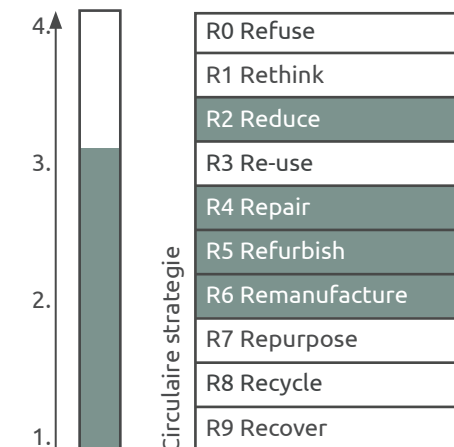 4.
3.
2.
1.
Circulaire strategie
R0 Refuse
R1 Rethink
R2 Reduce
R3 Re-use
R4 Repair
R5 Refurbish
R6 Remanufacture
R7 Repurpose
R8 Recycle
R9 Recover